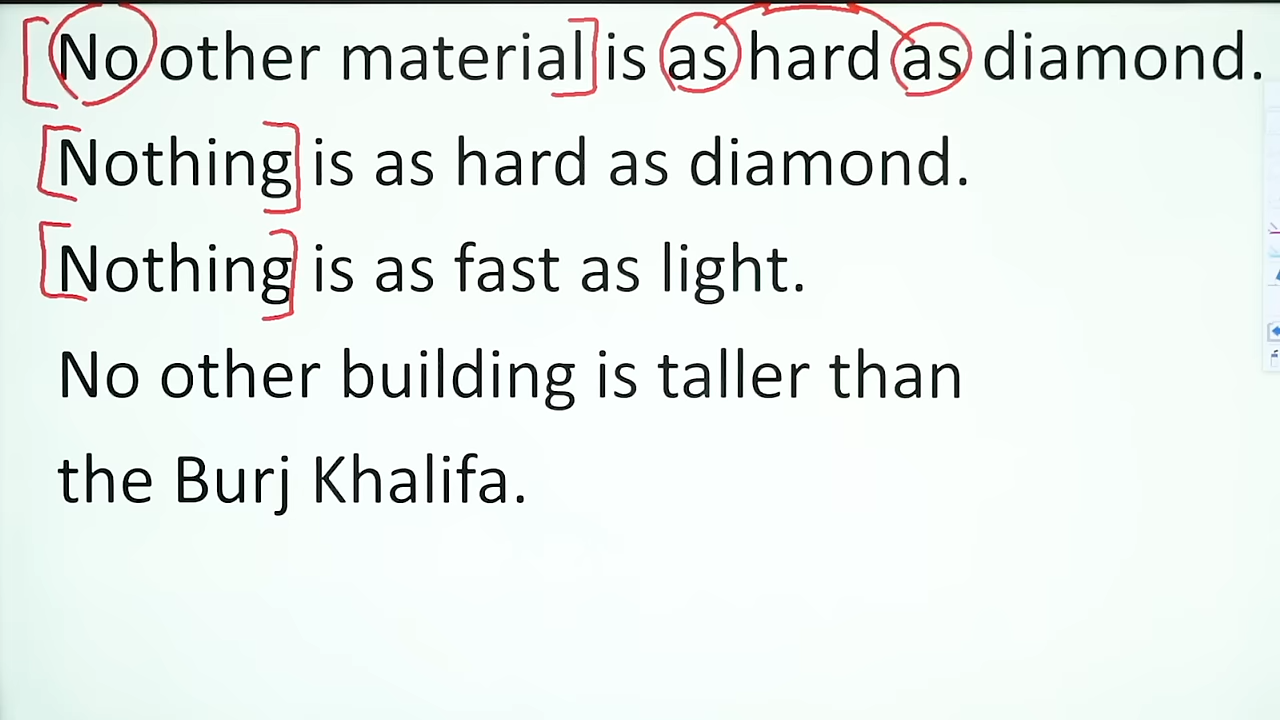 No other material is as hard as diamond.
Nothing is as hard as diamond.
Nothing is as fast as light.
No other building is taller than
the Burj Khalifa.